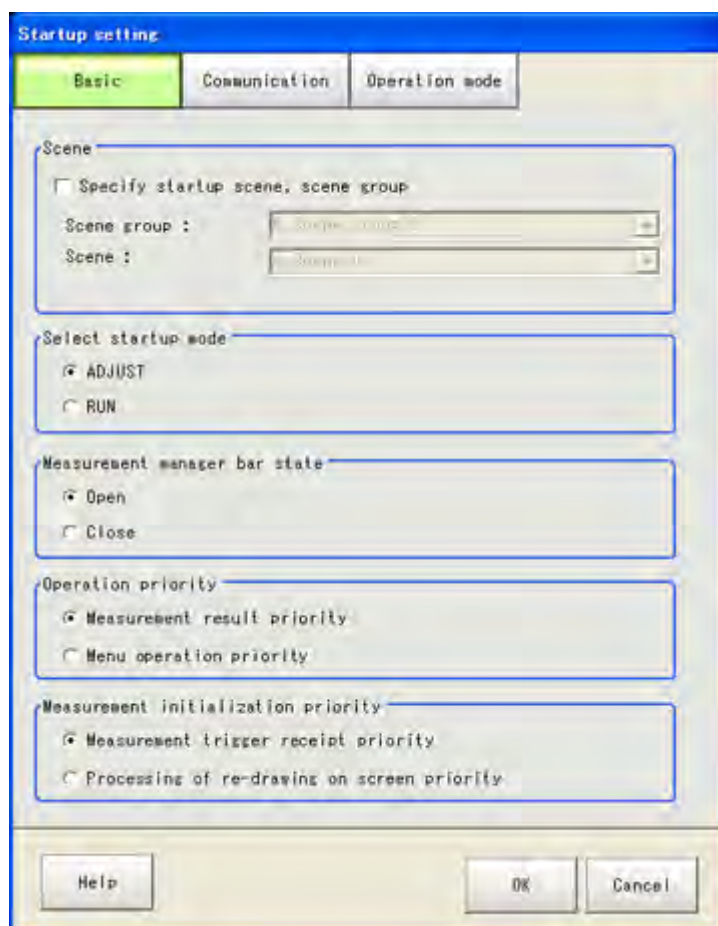 Startup setting
Basic Communication Operation mode
Scene
Specify startup scene, scene group
Scene group :
Scene :
Select startup mode
ADJUST
RUN
Measurement manager bar state
Open
Close
Operation priority
Measurement result priority
Menu operation priority
Measurement initialization priority
Measurement trigger receipt priority
Processing of re-drawing on screen priority
Help OK Cancel